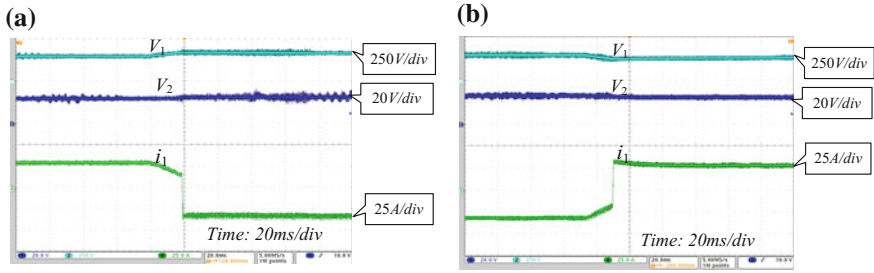 (a)
V1
250V/div
V2
20V/div
i1
25A/div
Time: 20ms/div
(b)
V1
250V/div
V2
20V/div
i1
25A/div
Time: 20ms/div